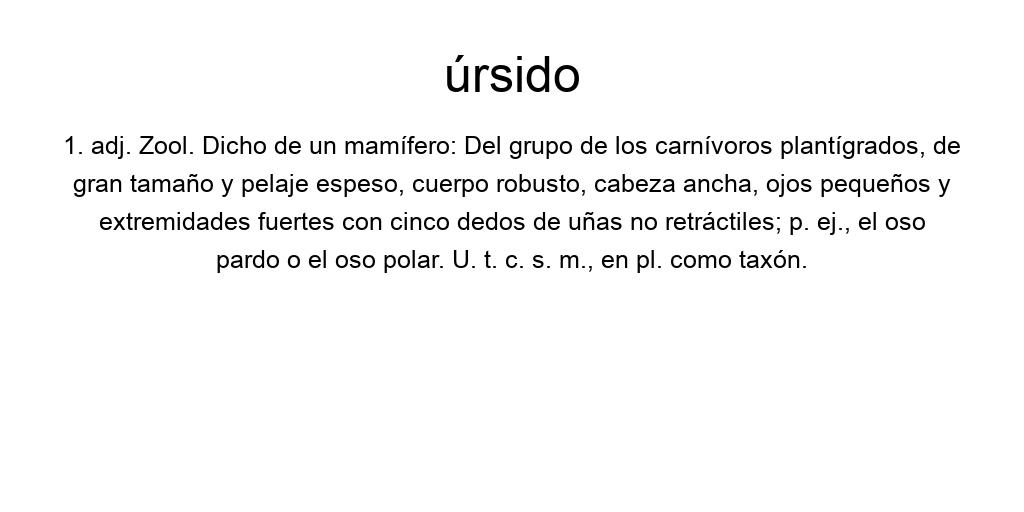 úrsido
1. adj. Zool. Dicho de un mamífero: Del grupo de los carnívoros plantígrados, de
gran tamaño y pelaje espeso, cuerpo robusto, cabeza ancha, ojos pequeños y
extremidades fuertes con cinco dedos de uñas no retráctiles; p. ej., el oso
pardo o el oso polar. U. t. c. s. m., en pl. como taxón.